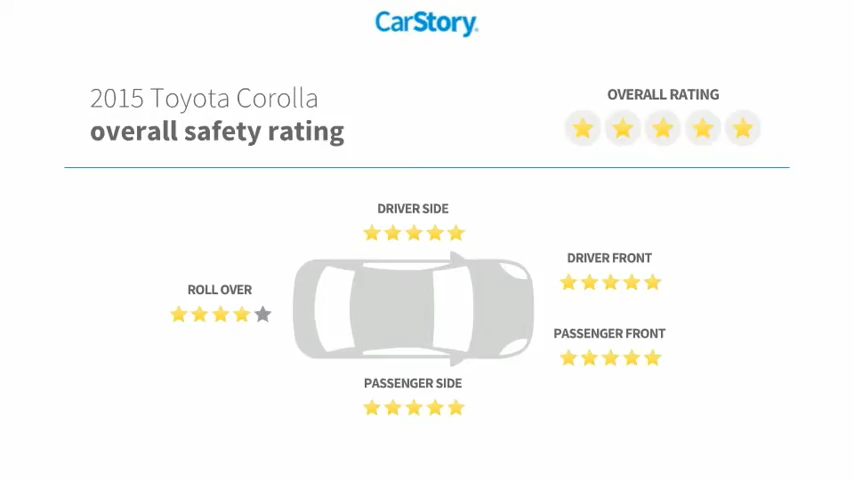 CarStory
2015 Toyota Corolla
overall safety rating
OVERALL RATING
DRIVER SIDE
DRIVER FRONT
ROLL OVER
PASSENGER FRONT
PASSENGER SIDE